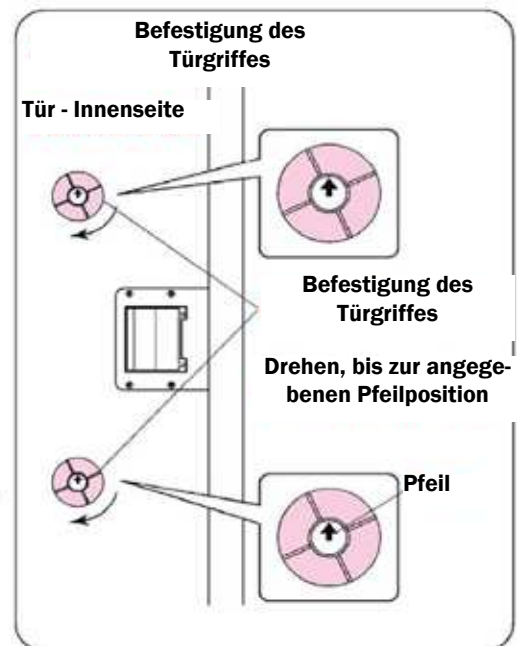 Befestigung des
Türgriffes
Tür - Innenseite
Befestigung des
Türgriffes
Drehen, bis zur angege-
benen Pfeilposition
Pfeil